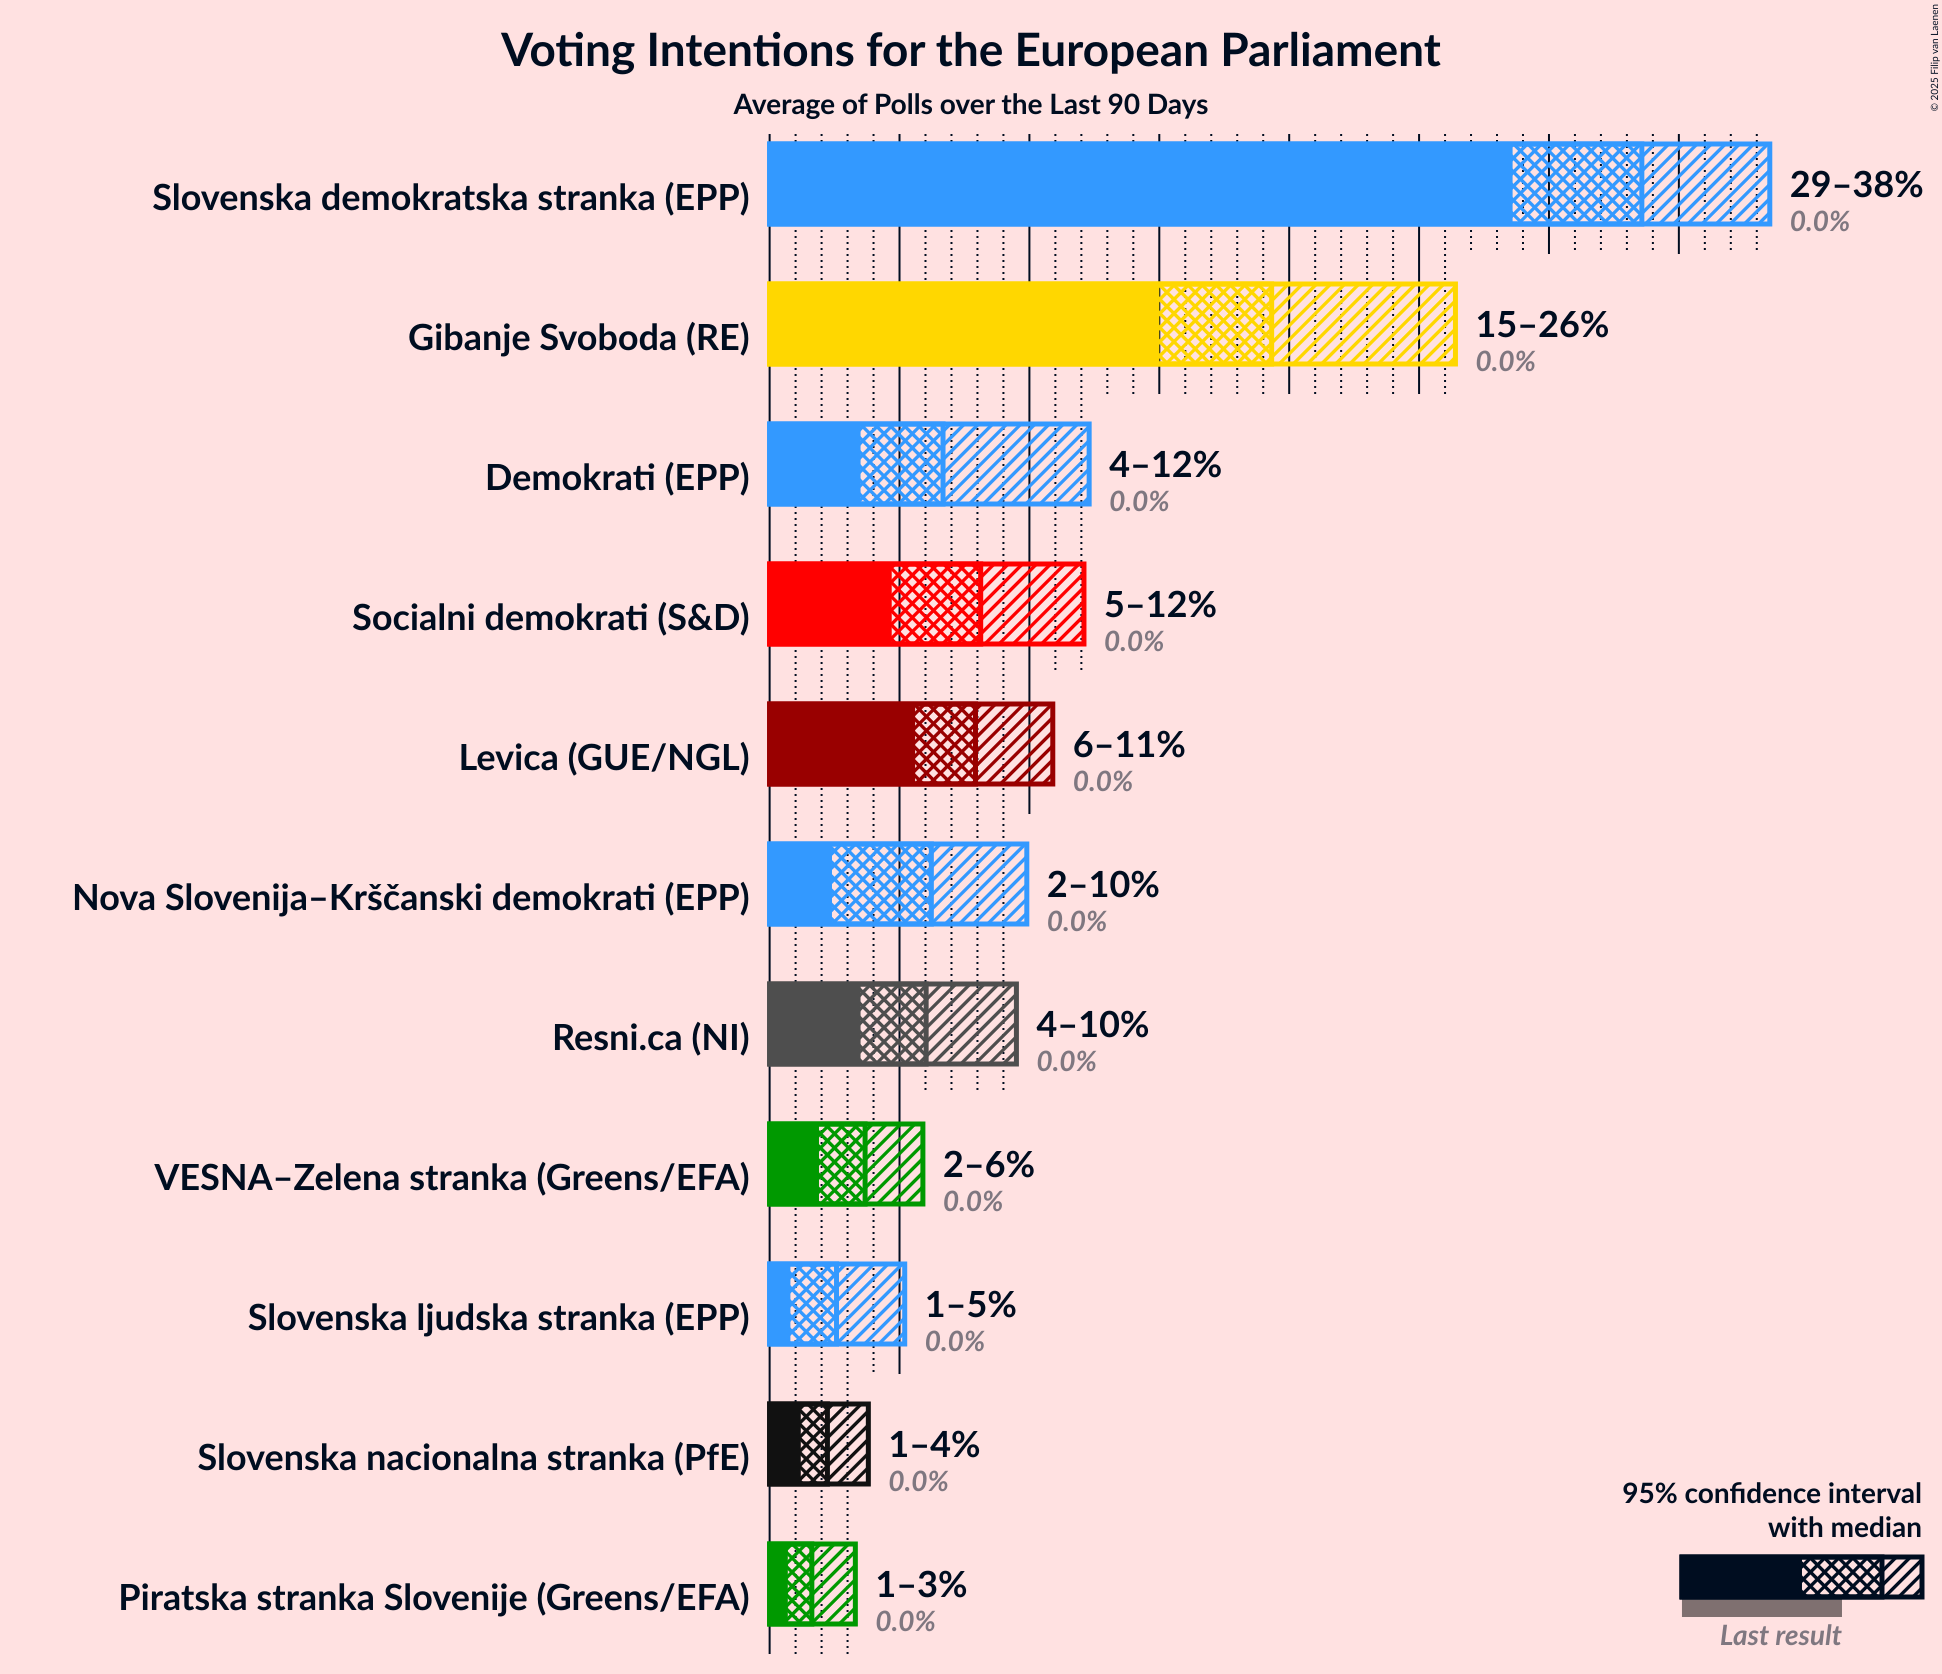 Voting Intentions for the European Parliament
Average of Polls over the Last 90 Days
© 2025 Filip van Laenen
Slovenska demokratska stranka (EPP)
29–38%
0.0%
Gibanje Svoboda (RE)
15–26%
0.0%
Demokrati (EPP)
4–12%
0.0%
Socialni demokrati (S&D)
5–12%
0.0%
Levica (GUE/NGL)
6–11%
0.0%
Nova Slovenija–Krščanski demokrati (EPP)
2–10%
0.0%
Resni.ca (NI)
4–10%
0.0%
VESNA–Zelena stranka (Greens/EFA)
2–6%
0.0%
Slovenska ljudska stranka (EPP)
1–5%
0.0%
Slovenska nacionalna stranka (PfE)
1–4%
0.0%
Piratska stranka Slovenije (Greens/EFA)
1–3%
0.0%
95% confidence interval
with median
Last result